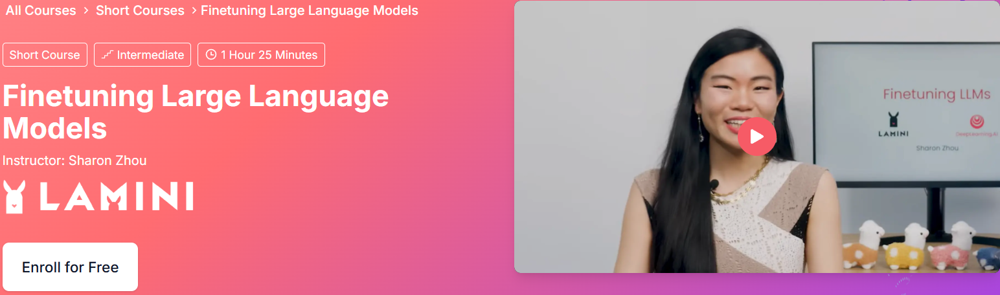 All Courses > Short Courses > Finetuning Large Language Models
Short Course
Intermediate
1 Hour 25 Minutes
Finetuning Large Language
Models
Instructor: Sharon Zhou
LAMINI
Enroll for Free
Finetuning LLMs
LAMINI
DeepLearning.AI
Sharon Zhou